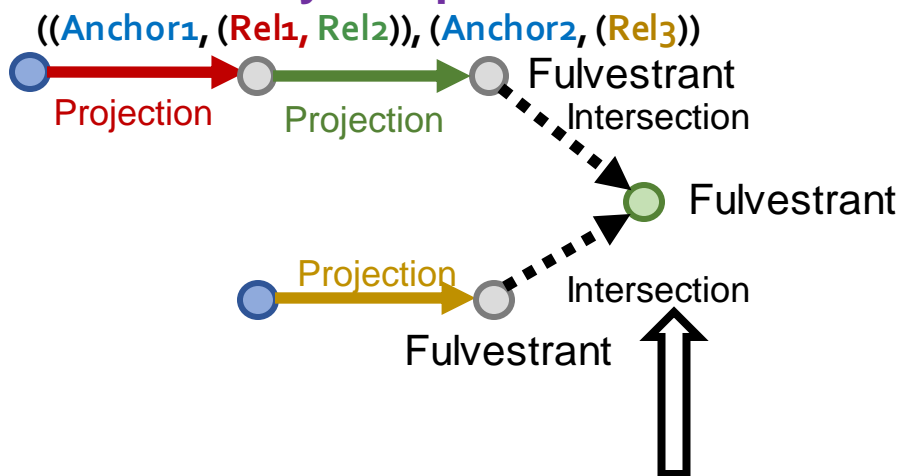 ((Anchor1, (Rel1, Rel2)), (Anchor2, (Rel3))
Fulvestrant
Projection
Projection
Intersection
Fulvestrant
Projection
Intersection
Fulvestrant